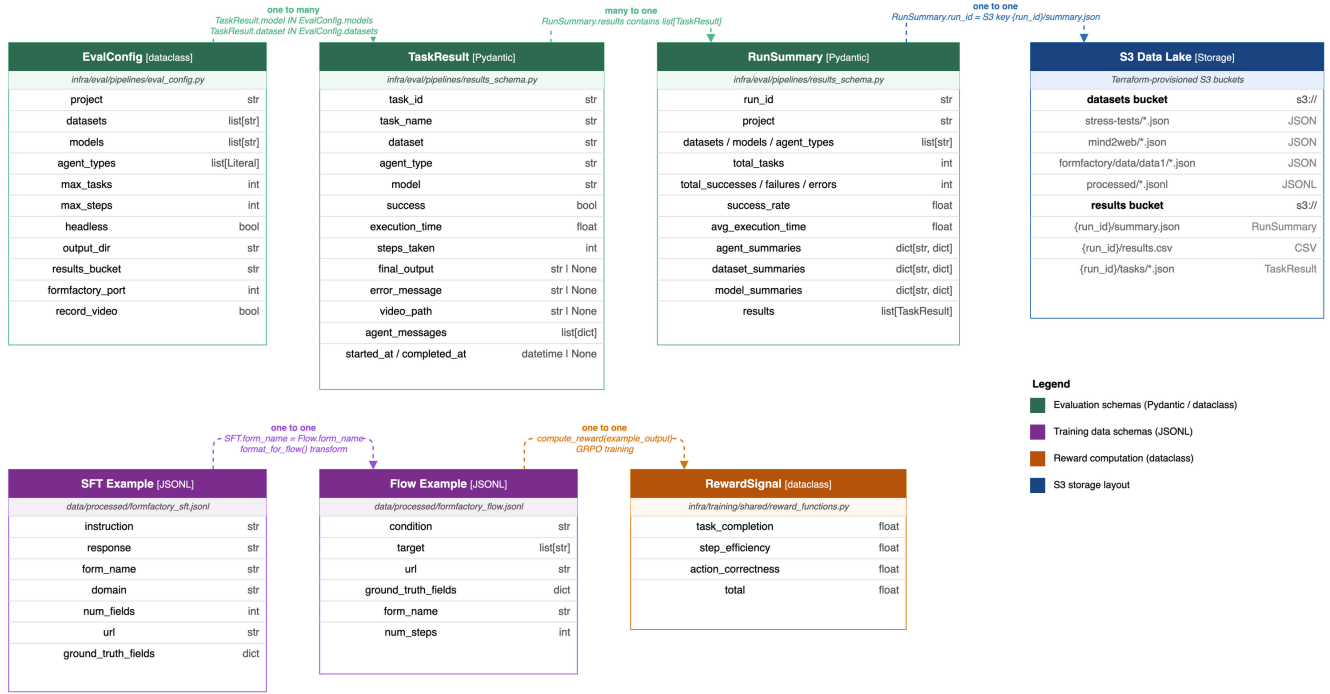 one to many
TaskResult.model IN EvalConfig.models
TaskResult.dataset IN EvalConfig.datasets
many to one
RunSummary.results contains list[TaskResult]
one to one
RunSummary.run_id = S3 key {run_id}/summary.json
EvalConfig [dataclass]
infra/eval/pipelines/eval_config.py
project str
datasets list[str]
models list[str]
agent_types list[Literal]
max_tasks int
max_steps int
headless bool
output_dir str
results_bucket str
formfactory_port int
record_video bool
TaskResult [Pydantic]
infra/eval/pipelines/results_schema.py
task_id str
task_name str
dataset str
agent_type str
model str
success bool
execution_time float
steps_taken int
final_output str | None
error_message str | None
video_path str | None
agent_messages list[dict]
started_at / completed_at datetime | None
RunSummary [Pydantic]
infra/eval/pipelines/results_schema.py
run_id str
project str
datasets / models / agent_types list[str]
total_tasks int
total_successes / failures / errors int
success_rate float
avg_execution_time float
agent_summaries dict[str, dict]
dataset_summaries dict[str, dict]
model_summaries dict[str, dict]
results list[TaskResult]
S3 Data Lake [Storage]
Terraform-provisioned S3 buckets
datasets bucket s3://
stress-tests/*.json JSON
mind2web/*.json JSON
formfactory/data/data1/*.json JSON
processed/*.jsonl JSONL
results bucket s3://
{run_id}/summary.json RunSummary
{run_id}/results.csv CSV
{run_id}/tasks/*.json TaskResult
Legend
Evaluation schemas (Pydantic / dataclass)
Training data schemas (JSONL)
Reward computation (dataclass)
S3 storage layout
one to one
SFT.form_name = Flow.form_name
format_for_flow() transform
one to one
compute_reward(example_output)
GRPO training
SFT Example [JSONL]
data/processed/formfactory_sft.jsonl
instruction str
response str
form_name str
domain str
num_fields int
url str
ground_truth_fields dict
Flow Example [JSONL]
data/processed/formfactory_flow.jsonl
condition str
target list[str]
url str
ground_truth_fields dict
form_name str
num_steps int
RewardSignal [dataclass]
infra/training/shared/reward_functions.py
task_completion float
step_efficiency float
action_correctness float
total float